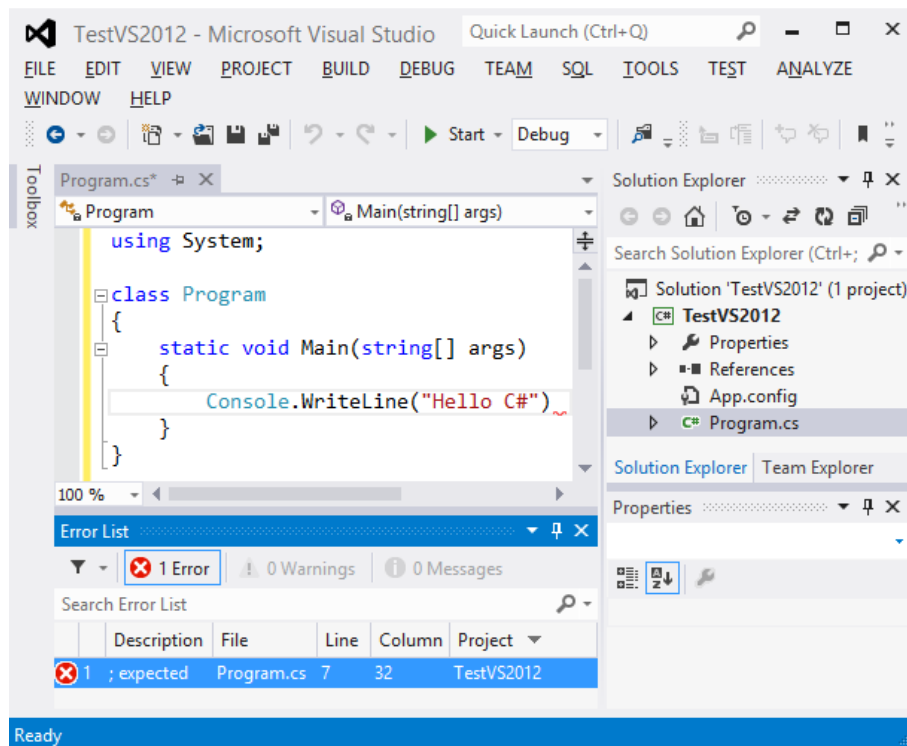 TestVS2012 - Microsoft Visual Studio Quick Launch (Ctrl+Q)
FILE EDIT VIEW PROJECT BUILD DEBUG TEAM SQL TOOLS TEST ANALYZE
WINDOW HELP
Start Debug
Toolbox
Program.cs*
Program Main(string[] args)
using System;
class Program
{
static void Main(string[] args)
{
Console.WriteLine("Hello C#")
}
}
100 %
Error List
1 Error 0 Warnings 0 Messages
Search Error List
Description File Line Column Project
1 ; expected Program.cs 7 32 TestVS2012
Solution Explorer
Search Solution Explorer (Ctrl+;
Solution 'TestVS2012' (1 project)
C# TestVS2012
Properties
References
App.config
C# Program.cs
Solution Explorer Team Explorer
Properties
Ready